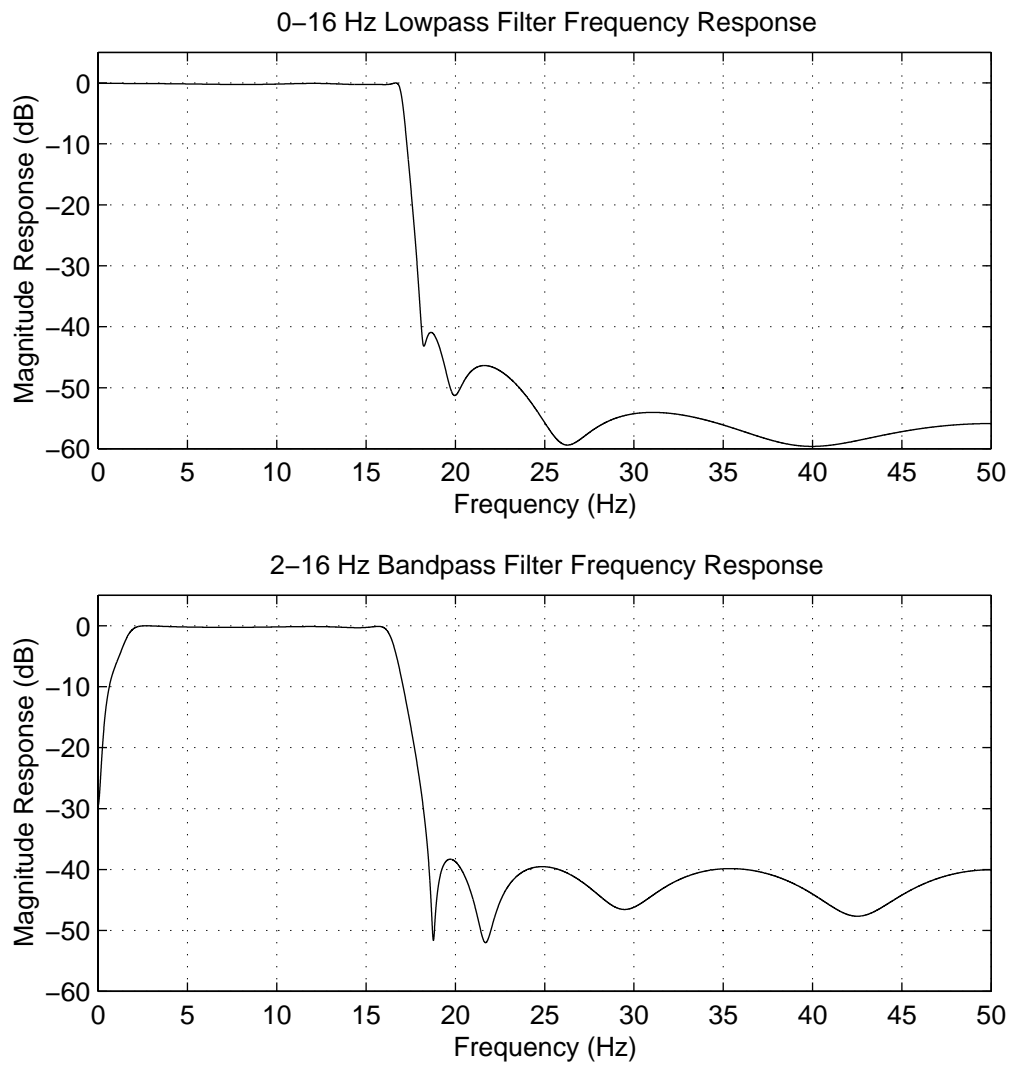 0−16 Hz Lowpass Filter Frequency Response
Magnitude Response (dB)
0
−10
−20
−30
−40
−50
−60
0 5 10 15 20 25 30 35 40 45 50
Frequency (Hz)
2−16 Hz Bandpass Filter Frequency Response
Magnitude Response (dB)
0
−10
−20
−30
−40
−50
−60
0 5 10 15 20 25 30 35 40 45 50
Frequency (Hz)